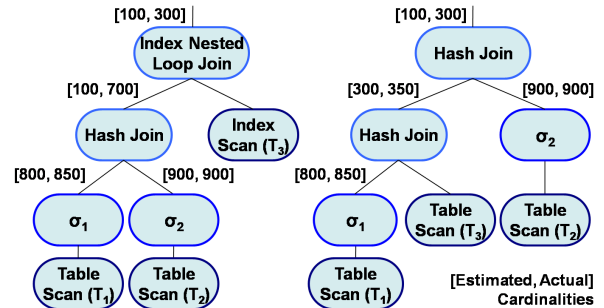 [100, 300]
Index Nested
Loop Join
[100, 700]
Hash Join
Index
Scan (T₃)
[800, 850]
[900, 900]
σ₁
σ₂
Table
Scan (T₁)
Table
Scan (T₂)
[100, 300]
Hash Join
[300, 350]
[900, 900]
Hash Join
σ₂
[800, 850]
σ₁
Table
Scan (T₃)
Table
Scan (T₂)
Table
Scan (T₁)
[Estimated, Actual]
Cardinalities